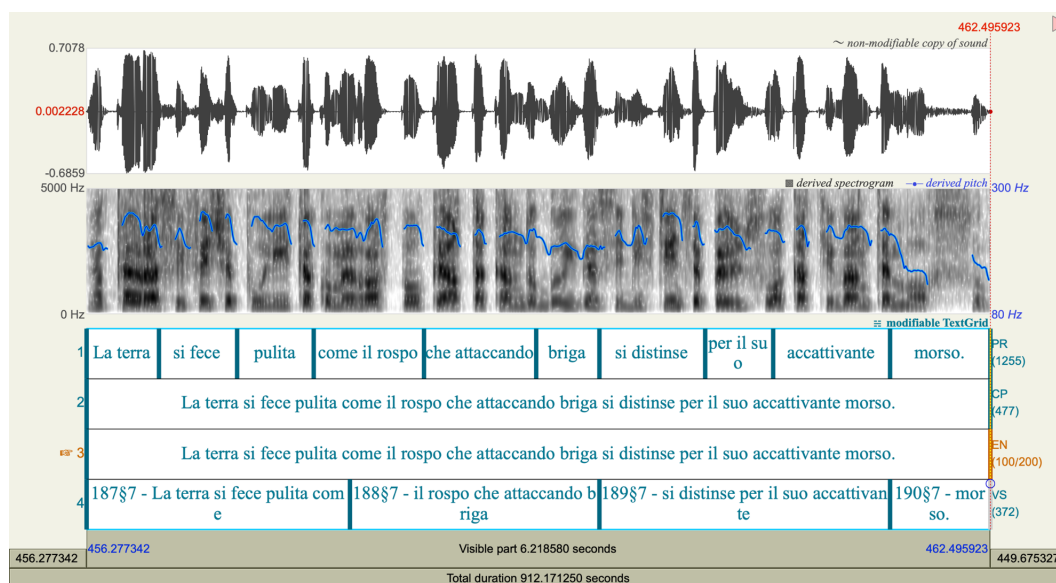 462.495923
~ non-modifiable copy of sound
0.7078
0.002228
-0.6859
5000 Hz
derived spectrogram
derived pitch
300 Hz
0 Hz
80 Hz
modifiable TextGrid
1
La terra
si fece
pulita
come il rospo
che attaccando
briga
si distinse
per il su
o
accattivante
morso.
PR
(1255)
2
La terra si fece pulita come il rospo che attaccando briga si distinse per il suo accattivante morso.
CP
(477)
3
La terra si fece pulita come il rospo che attaccando briga si distinse per il suo accattivante morso.
EN
(100/200)
4
187§7 - La terra si fece pulita com
e
188§7 - il rospo che attaccando b
riga
189§7 - si distinse per il suo accattivan
te
190§7 - mor
so.
VS
(372)
456.277342
456.277342
Visible part 6.218580 seconds
462.495923
449.675327
Total duration 912.171250 seconds